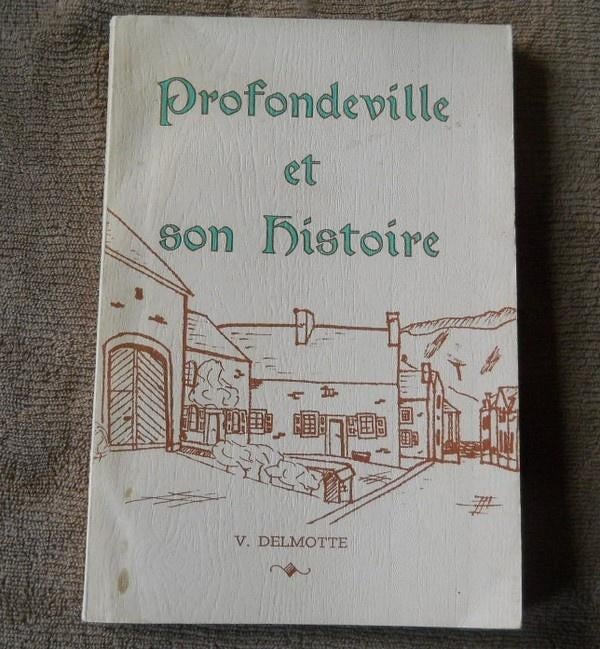 Profondeville
et
son histoire
V. DELMOTTE